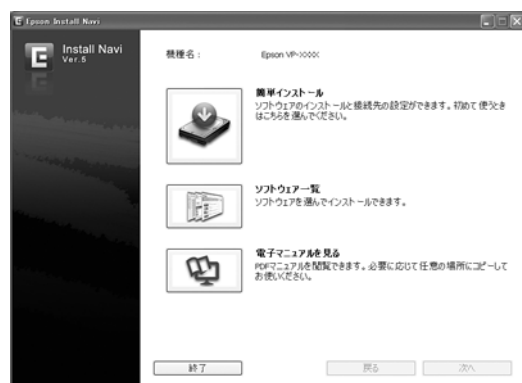 Epson Install Navi
Install Navi
Ver.5
機種名：
Epson VP-XXXX
簡単インストール
ソフトウェアのインストールと接続先の設定ができます。初めて使うとき
はこちらを選んでください。
ソフトウェア一覧
ソフトウェアを選んでインストールできます。
電子マニュアルを見る
PDFマニュアルを閲覧できます。必要に応じて任意の場所にコピーして
お使いください。
終了
戻る
次へ